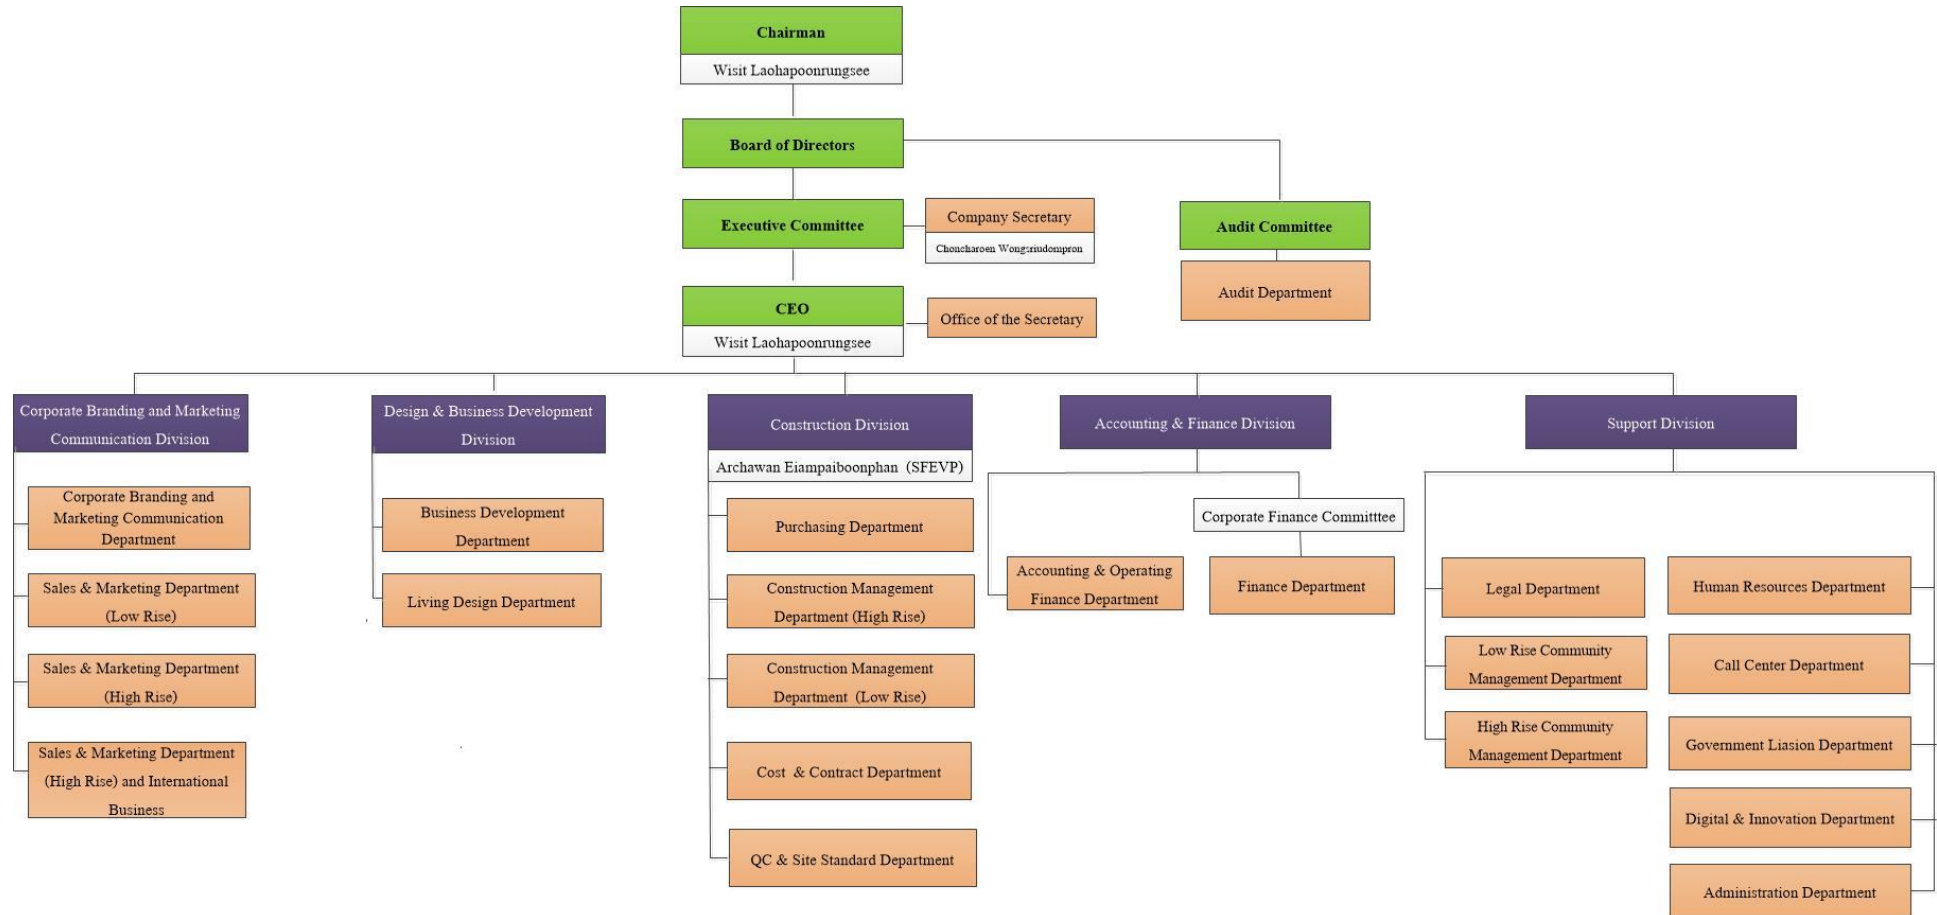 Chairman
Wisit Laohapoonrungsee
Board of Directors
Executive Committee
Company Secretary
Choncharoen Wongsriudompron
Audit Committee
Audit Department
CEO
Wisit Laohapoonrungsee
Office of the Secretary
Corporate Branding and Marketing
Communication Division
Corporate Branding and
Marketing Communication
Department
Sales & Marketing Department
(Low Rise)
Sales & Marketing Department
(High Rise)
Sales & Marketing Department
(High Rise) and International
Business
Design & Business Development
Division
Business Development
Department
Living Design Department
Construction Division
Archawan Eiampaiboonphan (SFEVP)
Purchasing Department
Construction Management
Department (High Rise)
Construction Management
Department (Low Rise)
Cost & Contract Department
QC & Site Standard Department
Accounting & Finance Division
Corporate Finance Committtee
Accounting & Operating
Finance Department
Finance Department
Support Division
Legal Department
Low Rise Community
Management Department
High Rise Community
Management Department
Human Resources Department
Call Center Department
Government Liasion Department
Digital & Innovation Department
Administration Department